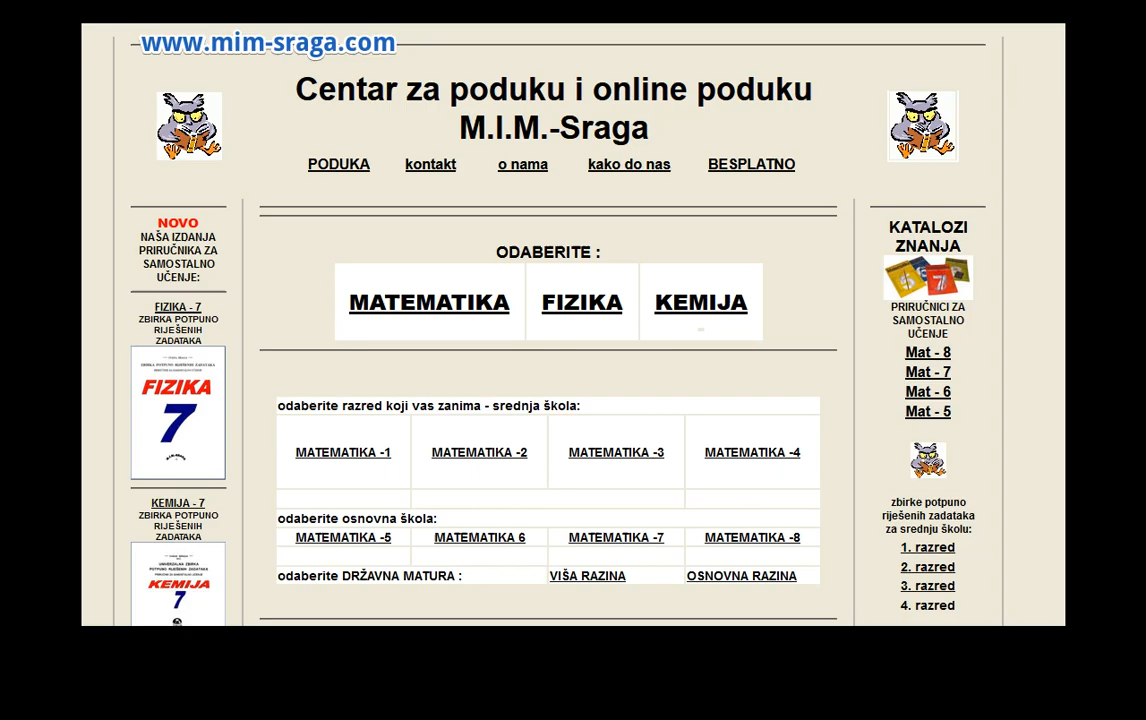 www.mim-sraga.com
Centar za poduku i online poduku
M.I.M.-Sraga
PODUKA kontakt o nama kako do nas BESPLATNO
NOVO
NAŠA IZDANJA
PRIRUČNIKA ZA
SAMOSTALNO
UČENJE:
FIZIKA - 7
ZBIRKA POTPUNO
RIJEŠENIH
ZADATAKA
FIZIKA
7
KEMIJA - 7
ZBIRKA POTPUNO
RIJEŠENIH
ZADATAKA
UNIVERZALNA ZBIRKA
POTPUNO RIJEŠENIH ZADATAKA
KEMIJA
7
ODABERITE :
MATEMATIKA FIZIKA KEMIJA
odaberite razred koji vas zanima - srednja škola:
MATEMATIKA -1 MATEMATIKA -2 MATEMATIKA -3 MATEMATIKA -4
odaberite osnovna škola:
MATEMATIKA -5 MATEMATIKA 6 MATEMATIKA -7 MATEMATIKA -8
odaberite DRŽAVNA MATURA : VIŠA RAZINA OSNOVNA RAZINA
KATALOZI
ZNANJA
PRIRUČNICI ZA
SAMOSTALNO
UČENJE
Mat - 8
Mat - 7
Mat - 6
Mat - 5
zbirke potpuno
riješenih zadataka
za srednju školu:
1. razred
2. razred
3. razred
4. razred